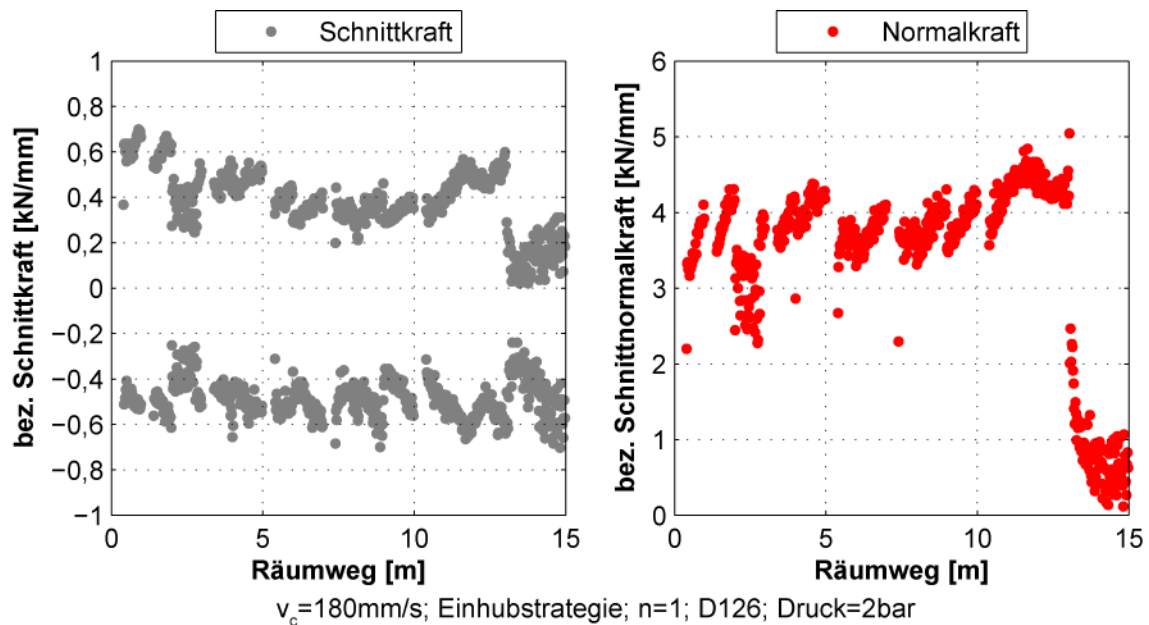 Schnittkraft
1
0,8
0,6
0,4
0,2
0
−0,2
−0,4
−0,6
−0,8
−1
bez. Schnittkraft [kN/mm]
0 5 10 15
Räumweg [m]
Normalkraft
6
5
4
3
2
1
0
bez. Schnittnormalkraft [kN/mm]
0 5 10 15
Räumweg [m]
v_c=180mm/s; Einhubstrategie; n=1; D126; Druck=2bar